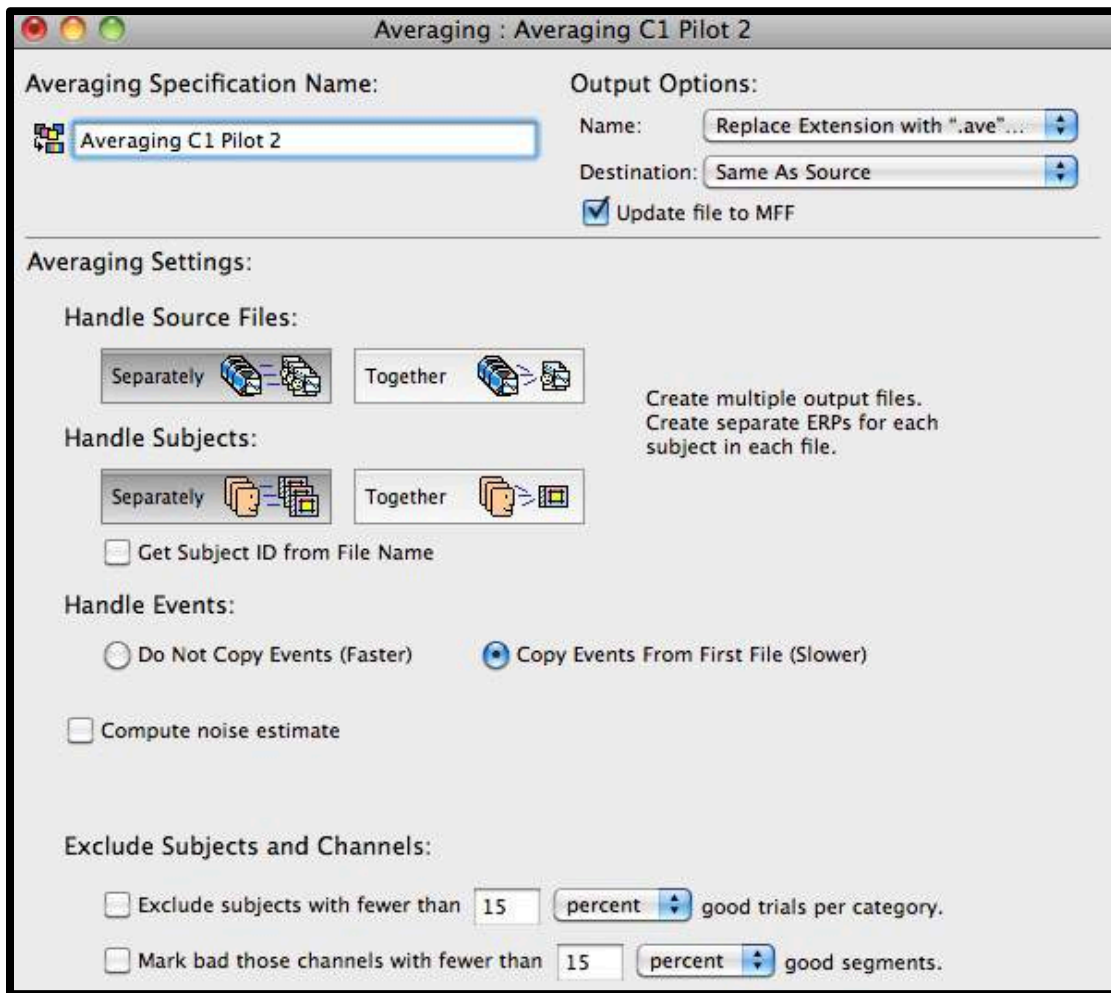 Averaging : Averaging C1 Pilot 2
Averaging Specification Name:
Averaging C1 Pilot 2
Output Options:
Name: Replace Extension with ".ave"...
Destination: Same As Source
Update file to MFF
Averaging Settings:
Handle Source Files:
Separately Together
Create multiple output files.
Create separate ERPs for each
subject in each file.
Handle Subjects:
Separately Together
Get Subject ID from File Name
Handle Events:
Do Not Copy Events (Faster) Copy Events From First File (Slower)
Compute noise estimate
Exclude Subjects and Channels:
Exclude subjects with fewer than 15 percent good trials per category.
Mark bad those channels with fewer than 15 percent good segments.